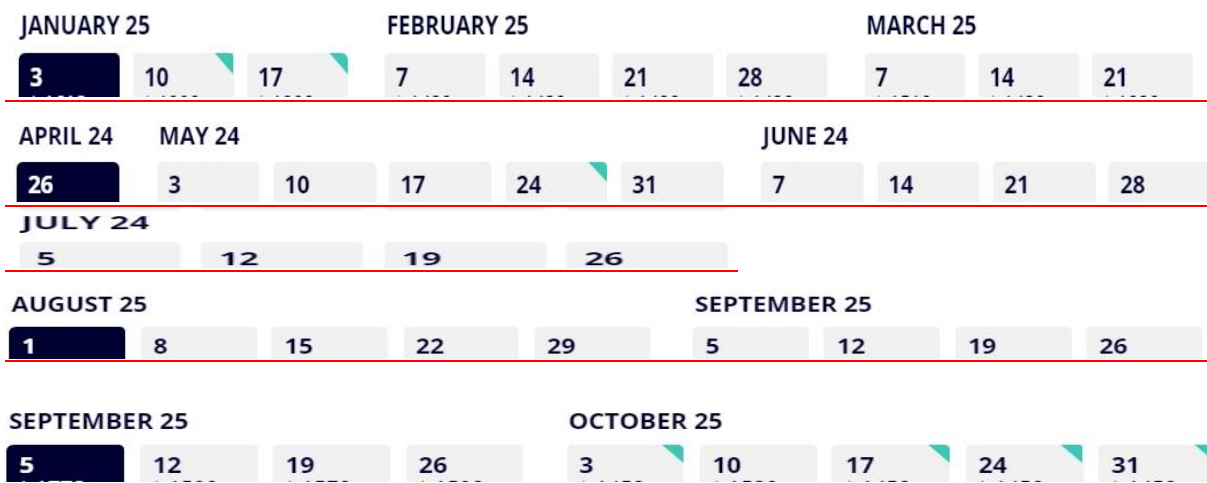 JANUARY 25 FEBRUARY 25 MARCH 25
3 10 17 7 14 21 28 7 14 21
APRIL 24 MAY 24 JUNE 24
26 3 10 17 24 31 7 14 21 28
JULY 24
5 12 19 26
AUGUST 25 SEPTEMBER 25
1 8 15 22 29 5 12 19 26
SEPTEMBER 25 OCTOBER 25
5 12 19 26 3 10 17 24 31